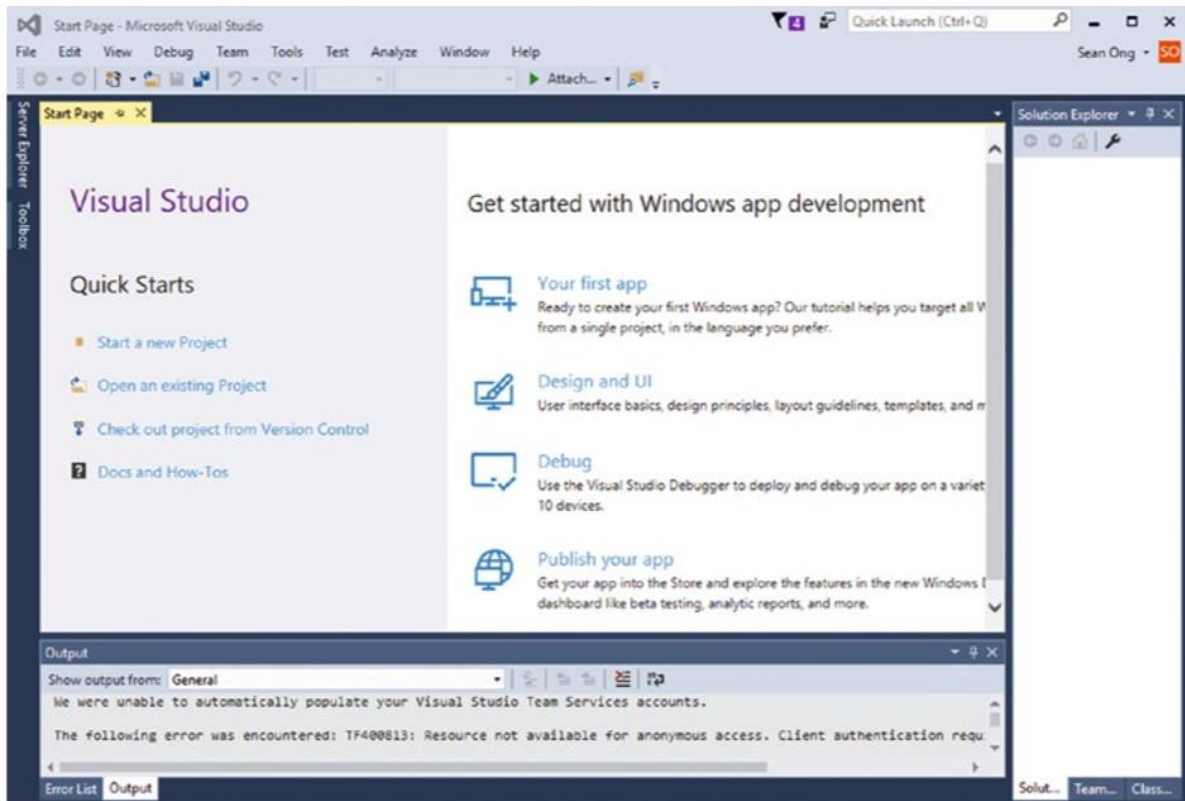 Start Page - Microsoft Visual Studio
4
Quick Launch (Ctrl+Q)
File Edit View Debug Team Tools Test Analyze Window Help
Sean Ong
SO
Attach...
Server Explorer
Toolbox
Start Page
Solution Explorer
Visual Studio
Quick Starts
Start a new Project
Open an existing Project
Check out project from Version Control
Docs and How-Tos
Get started with Windows app development
Your first app
Ready to create your first Windows app? Our tutorial helps you target all W
from a single project, in the language you prefer.
Design and UI
User interface basics, design principles, layout guidelines, templates, and m
Debug
Use the Visual Studio Debugger to deploy and debug your app on a variet
10 devices.
Publish your app
Get your app into the Store and explore the features in the new Windows D
dashboard like beta testing, analytic reports, and more.
Output
Show output from: General
We were unable to automatically populate your Visual Studio Team Services accounts.
The following error was encountered: TF400813: Resource not available for anonymous access. Client authentication requ
Error List Output
Solut... Team... Class...